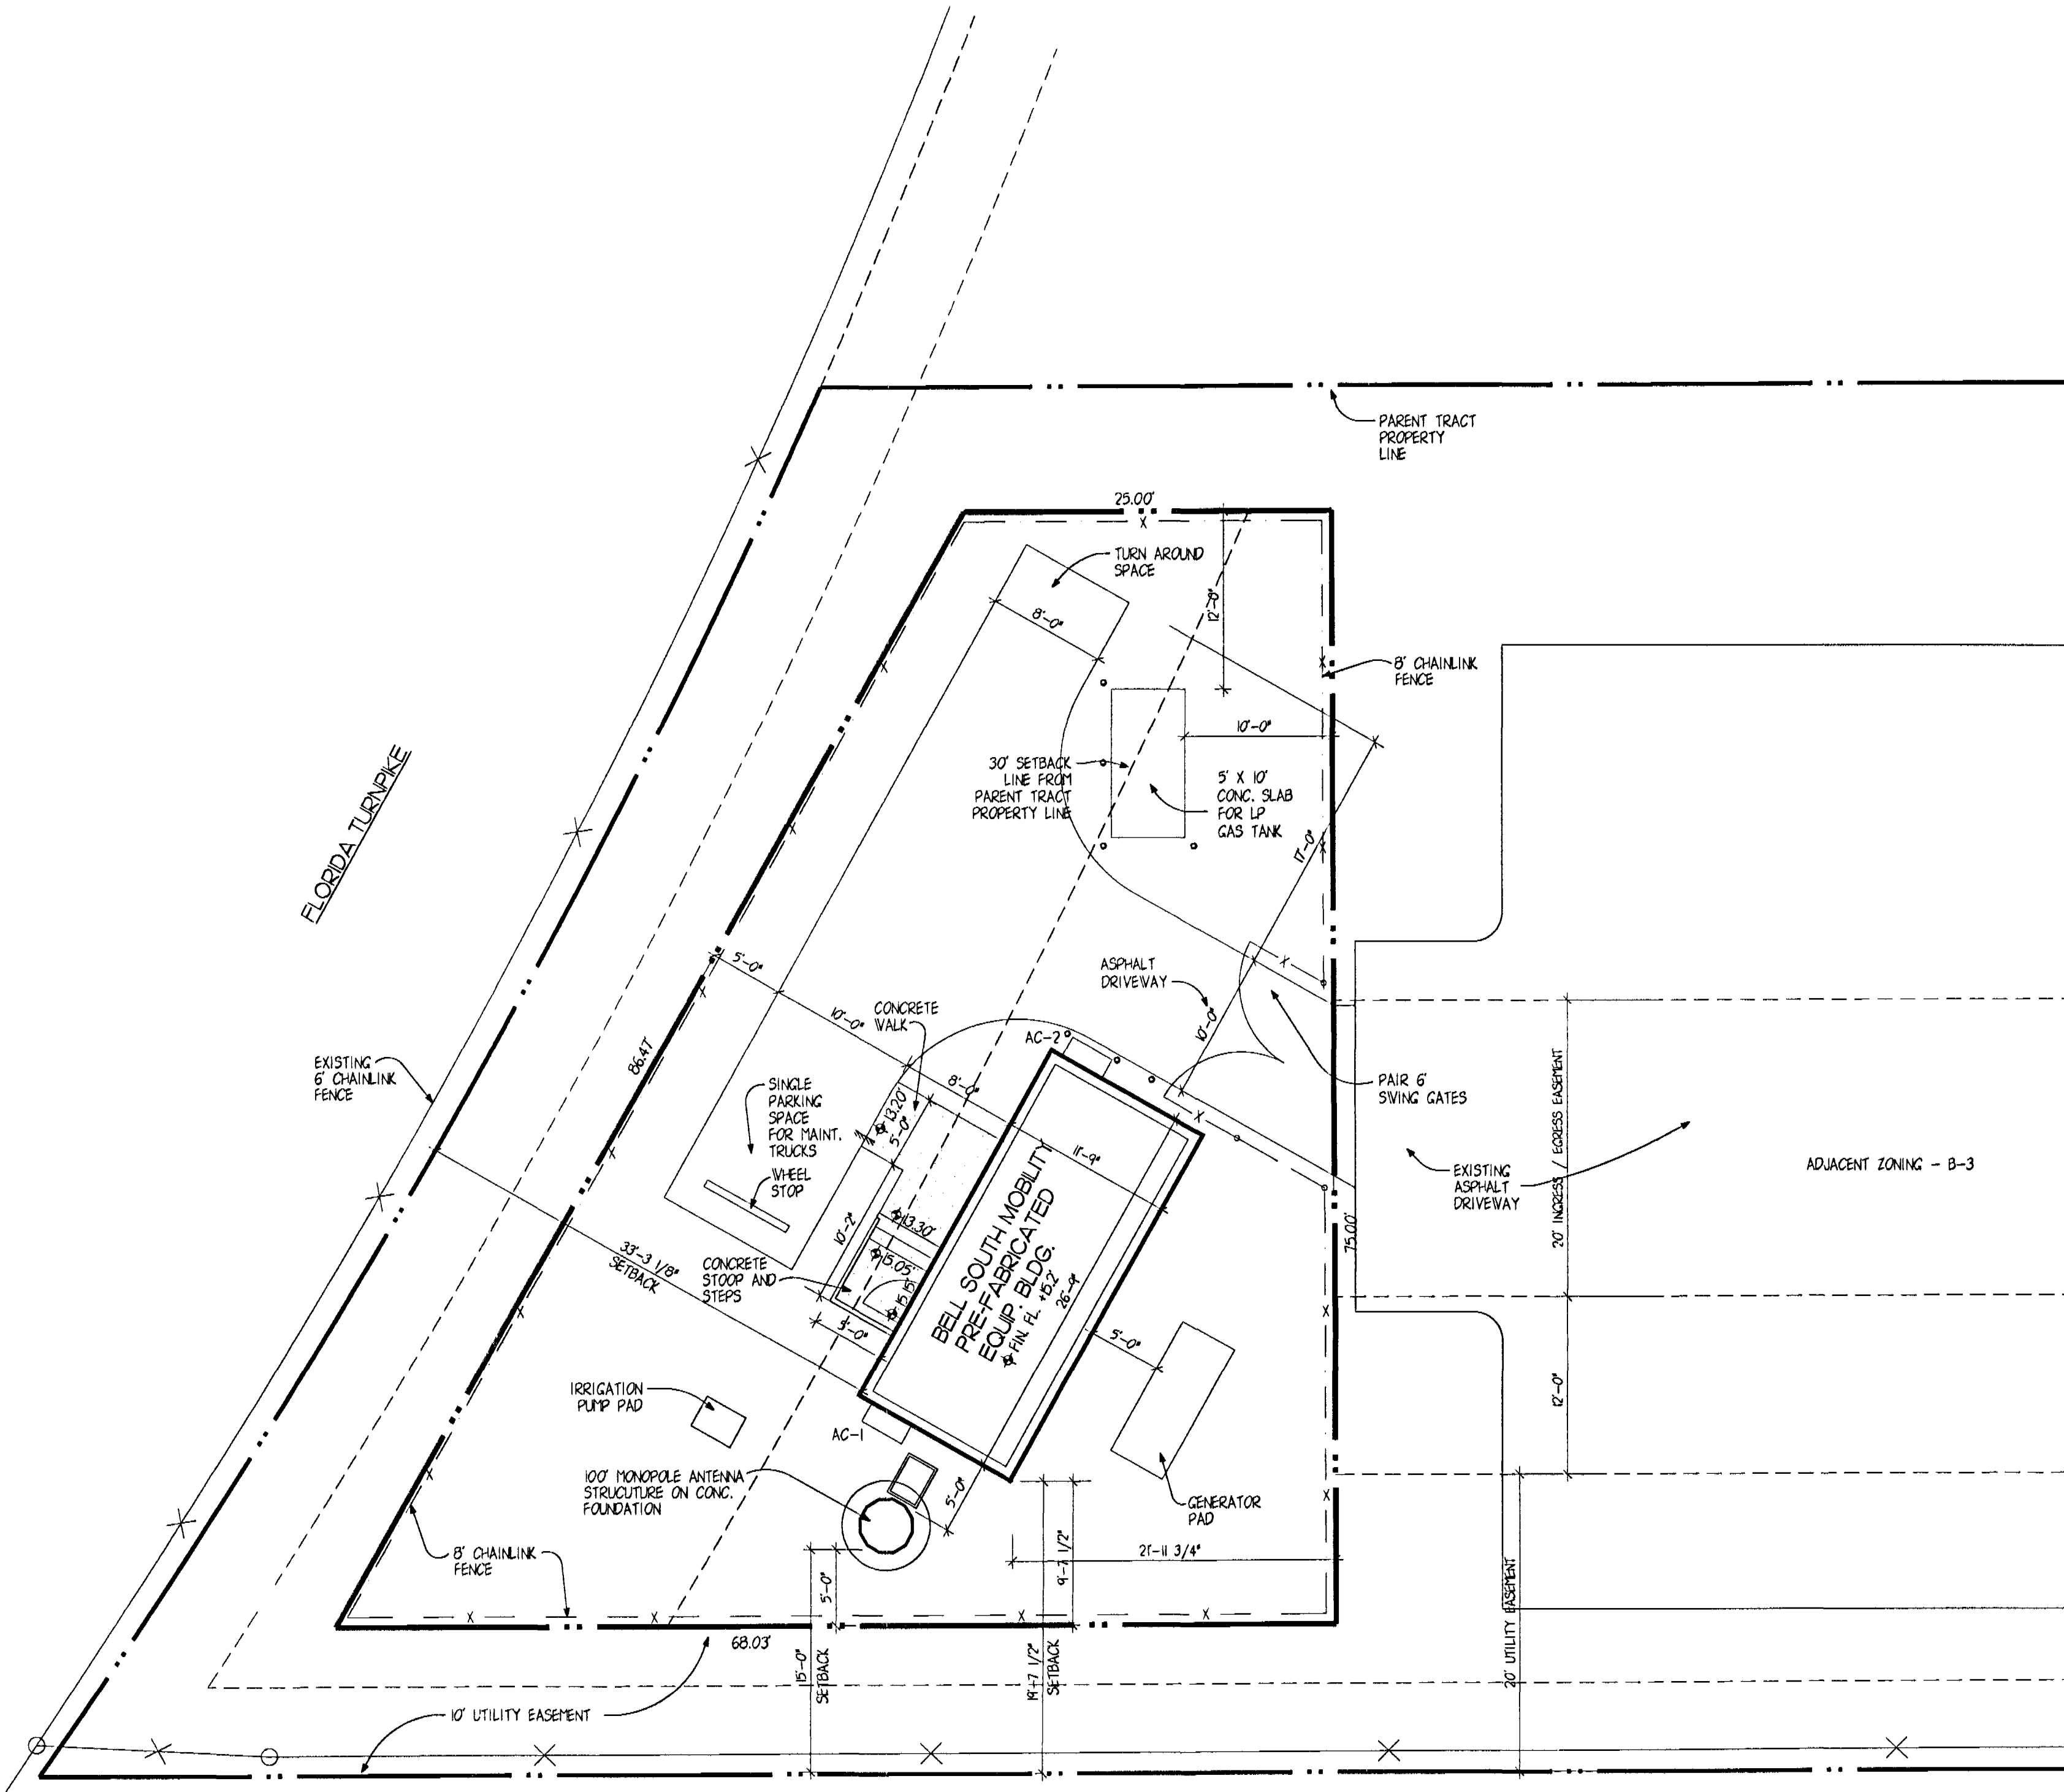 PARENT TRACT
PROPERTY
LINE
25.00'
TURN AROUND
SPACE
8'-0"
12'-0"
8' CHAINLINK
FENCE
10'-0"
30' SETBACK
LINE FROM
PARENT TRACT
PROPERTY LINE
5' X 10'
CONC. SLAB
FOR LP
GAS TANK
17'-0"
FLORIDA TURNPIKE
5'-0"
ASPHALT
DRIVEWAY
10'-0"
CONCRETE
WALK
10'-0"
AC-2
86.47
EXISTING
6' CHAINLINK
FENCE
SINGLE
PARKING
SPACE
FOR MAINT.
TRUCKS
WHEEL
STOP
13.20'
5'-0"
8'-0"
11'-9"
PAIR 6'
SWING GATES
20' INGRESS / EGRESS EASEMENT
ADJACENT ZONING - B-3
EXISTING
ASPHALT
DRIVEWAY
75.00'
10'-2"
13.30'
15.05'
15.15'
33'-3 1/8"
SETBACK
CONCRETE
STOOP AND
STEPS
5'-0"
BELL SOUTH MOBILITY
PRE-FABRICATED
EQUIP. BLDG.
FIN. FL. +15.2'
26'-9"
5'-0"
12'-0"
IRRIGATION
PUMP PAD
AC-1
100' MONOPOLE ANTENNA
STRUCUTURE ON CONC.
FOUNDATION
5'-0"
GENERATOR
PAD
8' CHAINLINK
FENCE
21'-11 3/4"
9'-7 1/2"
5'-0"
20' UTILITY EASEMENT
68.03'
15'-0"
SETBACK
19'-7 1/2"
SETBACK
10' UTILITY EASEMENT